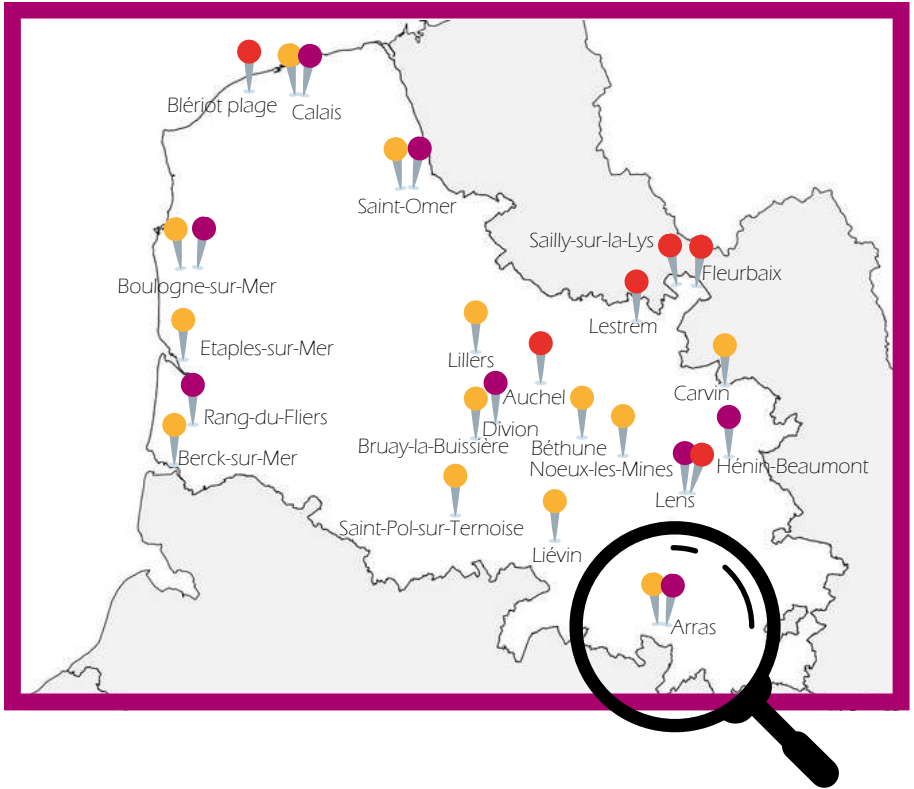 Blériot plage
Calais
Saint-Omer
Sailly-sur-la-Lys
Fleurbaix
Boulogne-sur-Mer
Lestrem
Etaples-sur-Mer
Lillers
Carvin
Auchel
Rang-du-Fliers
Divion
Bruay-la-Buissière
Béthune
Berck-sur-Mer
Noeux-les-Mines
Hénin-Beaumont
Lens
Saint-Pol-sur-Ternoise
Liévin
Arras